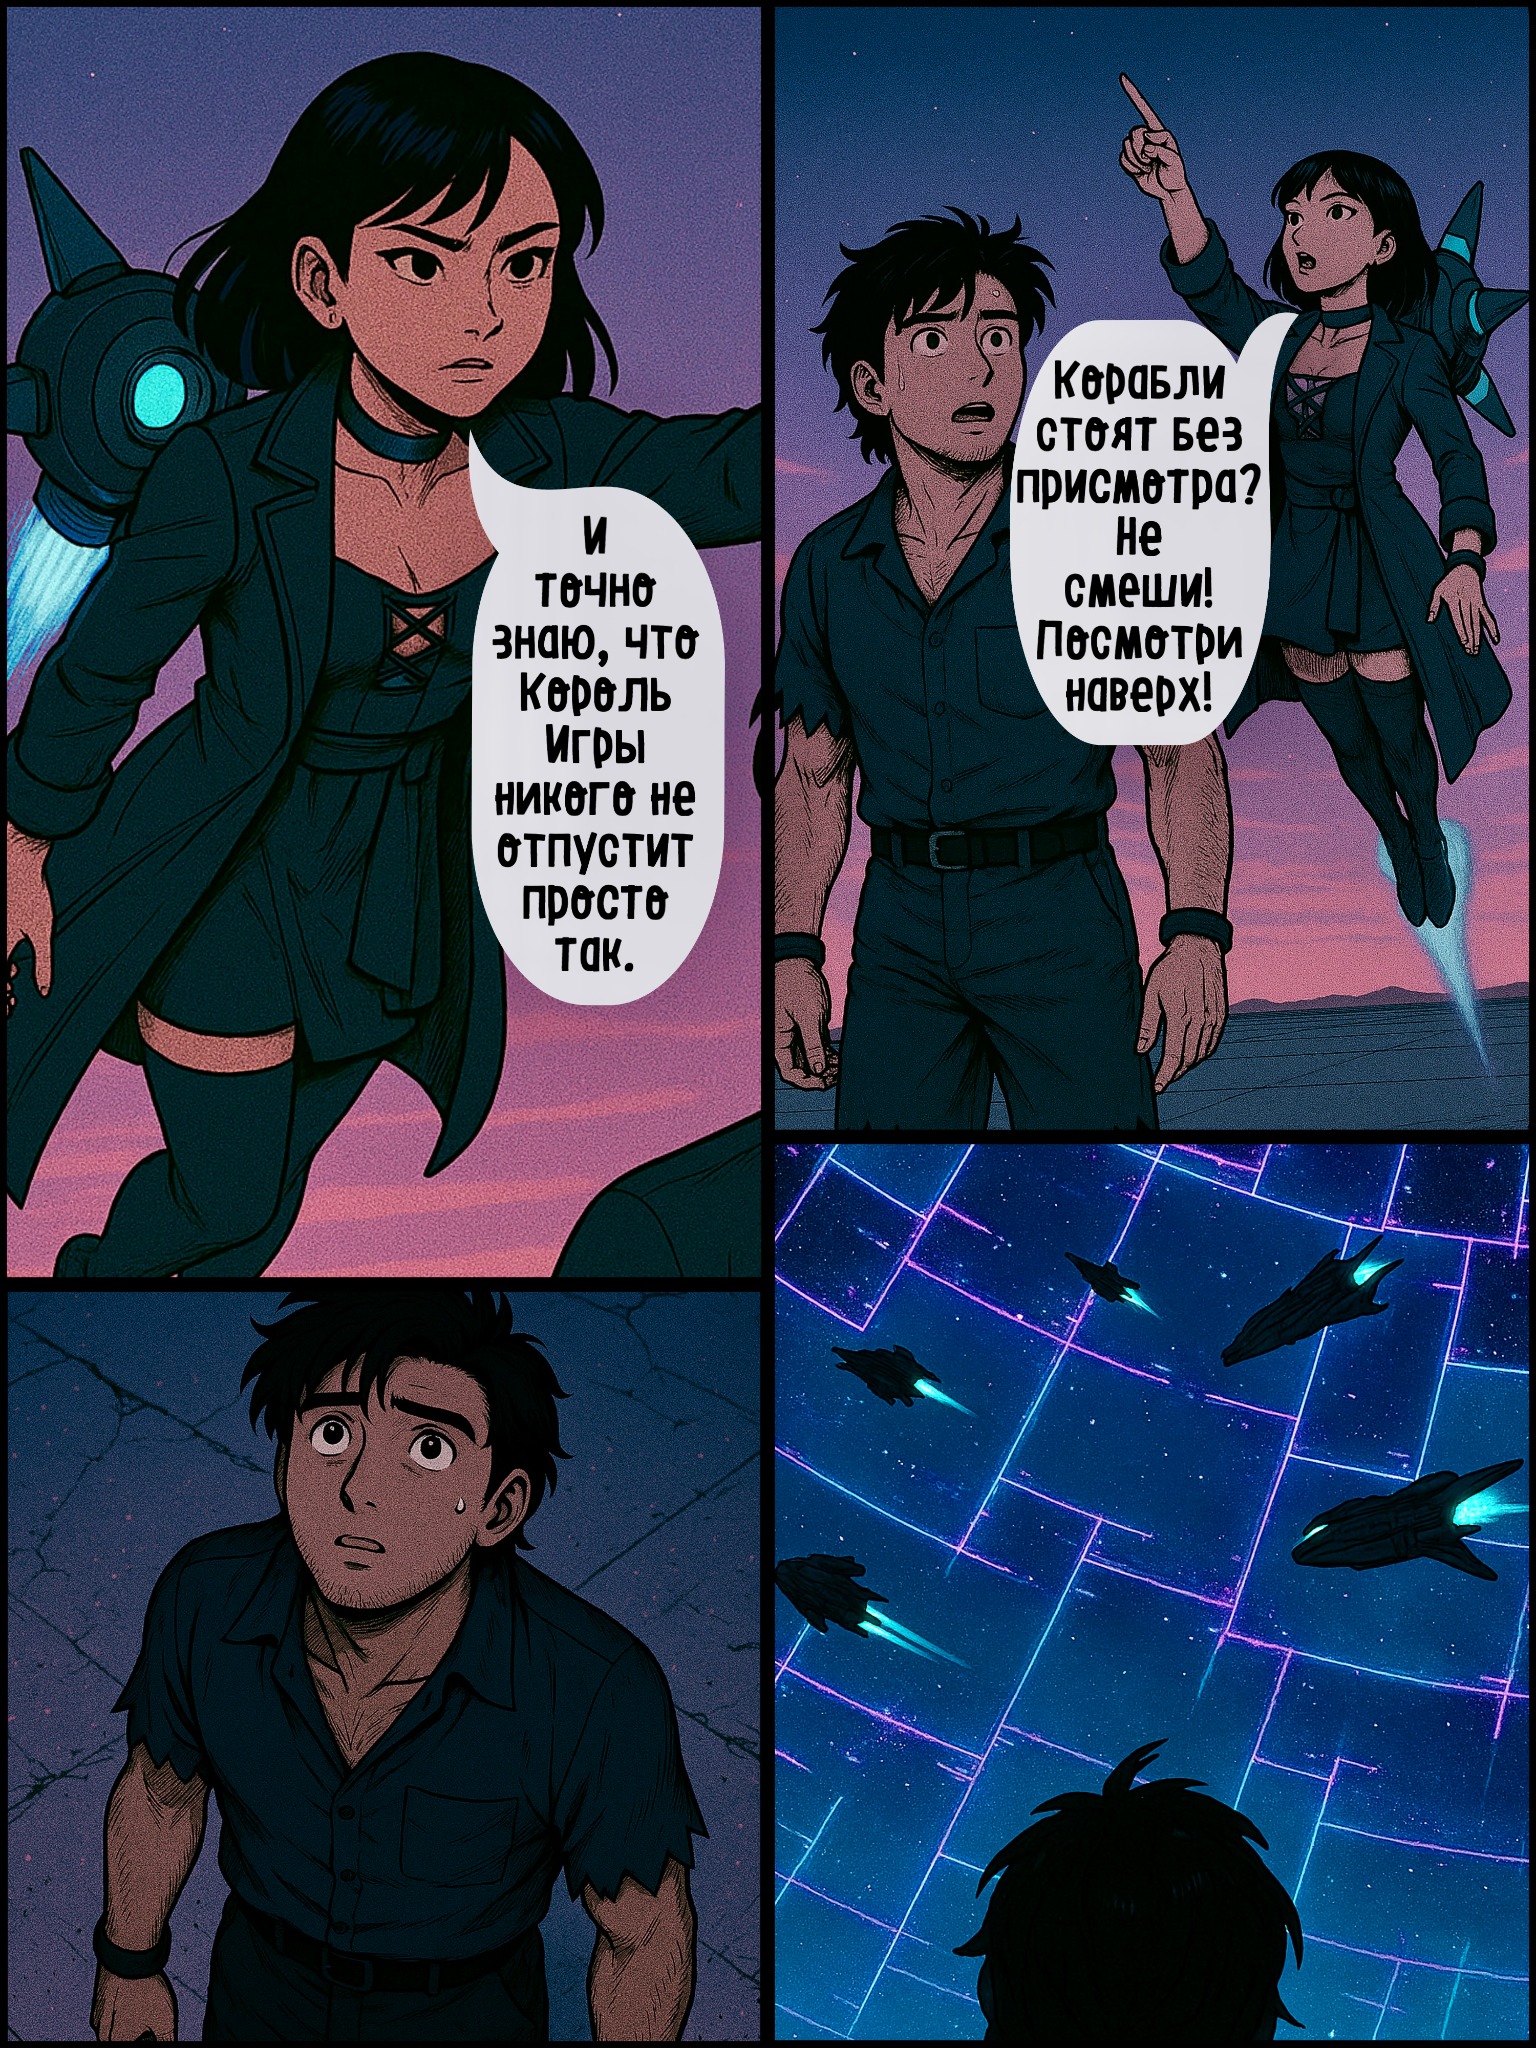 И
точно
знаю, что
Король
Игры
никого не
отпустит
просто
так.
Корабли
стоят без
присмотра?
Не
смеши!
Посмотри
наверх!